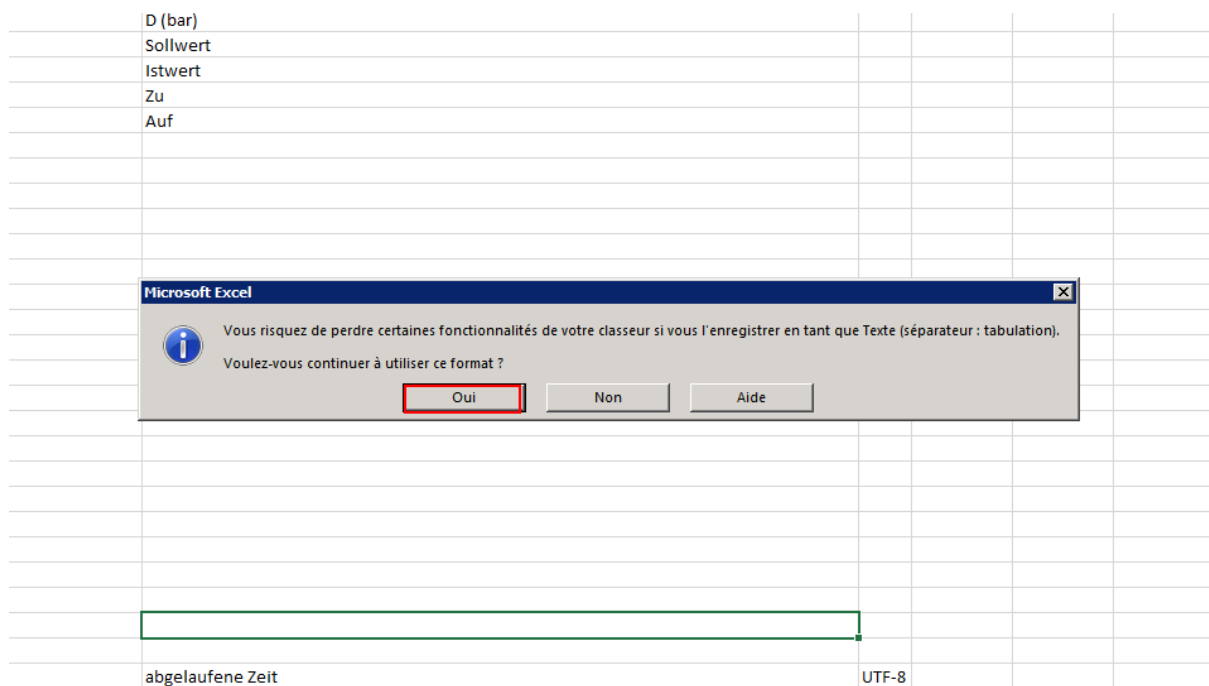 D (bar)
Sollwert
Istwert
Zu
Auf
Microsoft Excel
Vous risquez de perdre certaines fonctionnalités de votre classeur si vous l'enregistrer en tant que Texte (séparateur : tabulation).
Voulez-vous continuer à utiliser ce format ?
Oui Non Aide
abgelaufene Zeit UTF-8